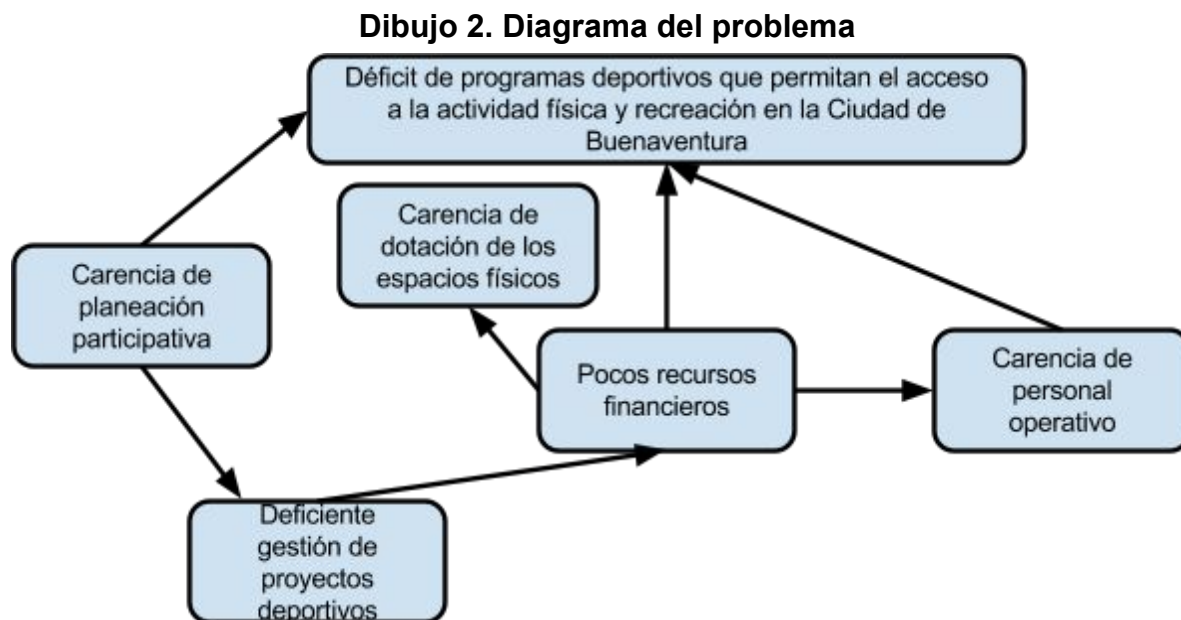 Dibujo 2. Diagrama del problema
Déficit de programas deportivos que permitan el acceso
a la actividad física y recreación en la Ciudad de
Buenaventura
Carencia de
dotación de los
espacios físicos
Carencia de
planeación
participativa
Pocos recursos
financieros
Carencia de
personal
operativo
Deficiente
gestión de
proyectos
deportivos